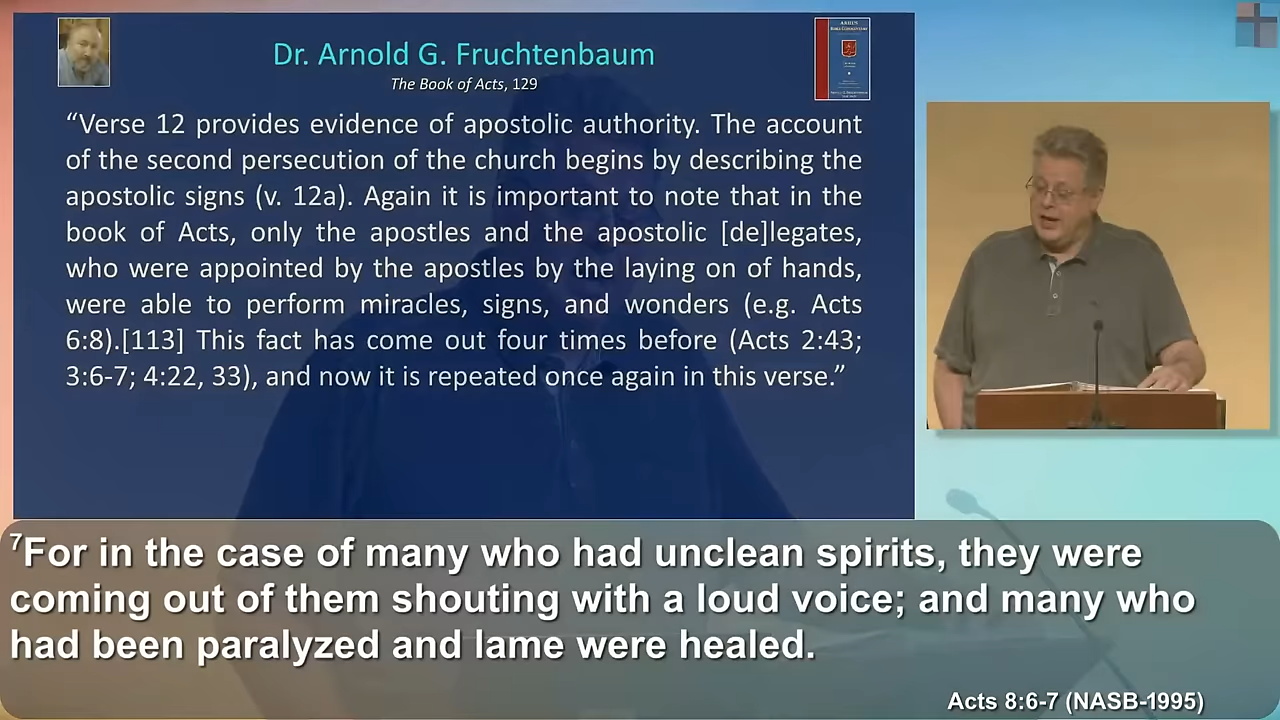 Dr. Arnold G. Fruchtenbaum
The Book of Acts, 129
“Verse 12 provides evidence of apostolic authority. The account
of the second persecution of the church begins by describing the
apostolic signs (v. 12a). Again it is important to note that in the
book of Acts, only the apostles and the apostolic [de]legates,
who were appointed by the apostles by the laying on of hands,
were able to perform miracles, signs, and wonders (e.g. Acts
6:8).[113] This fact has come out four times before (Acts 2:43;
3:6-7; 4:22, 33), and now it is repeated once again in this verse.”
7For in the case of many who had unclean spirits, they were
coming out of them shouting with a loud voice; and many who
had been paralyzed and lame were healed.
Acts 8:6-7 (NASB-1995)